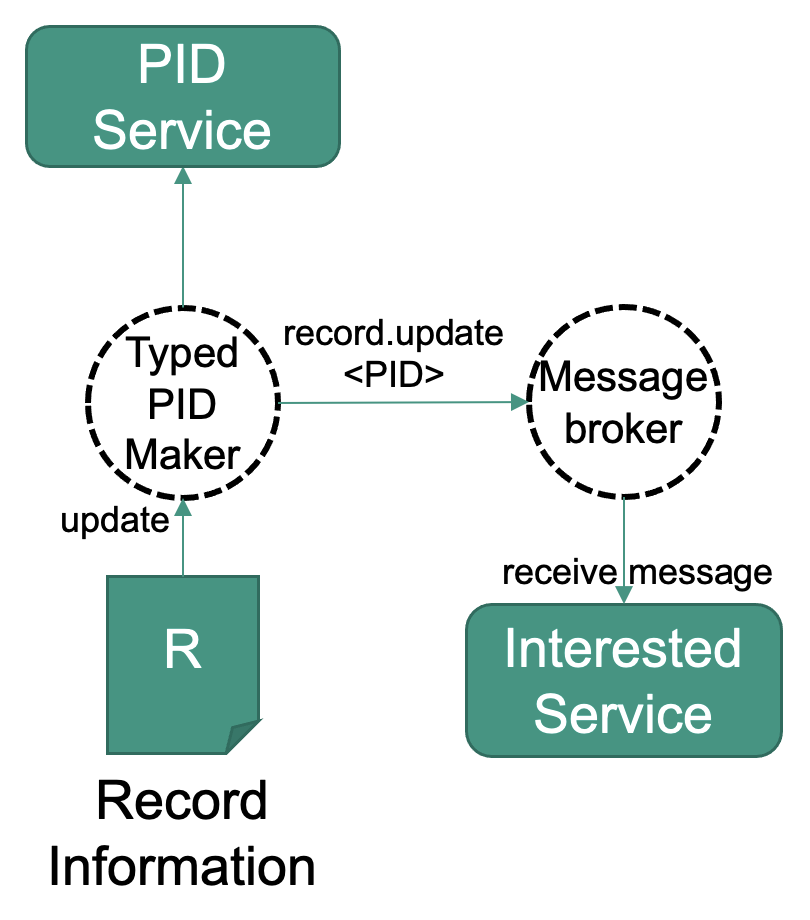 PID
Service
Typed
PID
Maker
record.update
<PID>
Message
broker
update
receive message
R
Interested
Service
Record
Information